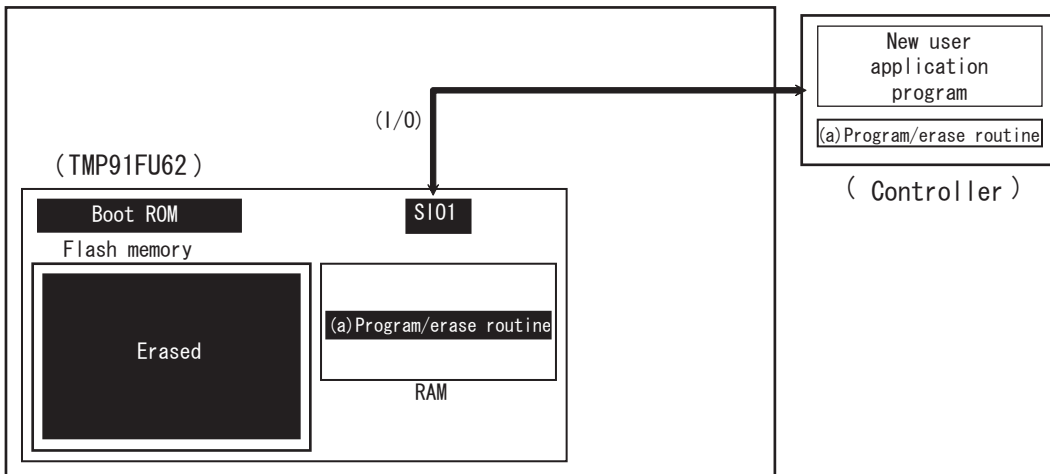 New user
application
program
(a)Program/erase routine
( Controller )
(I/O)
(TMP91FU62)
Boot ROM
SIO1
Flash memory
Erased
(a)Program/erase routine
RAM